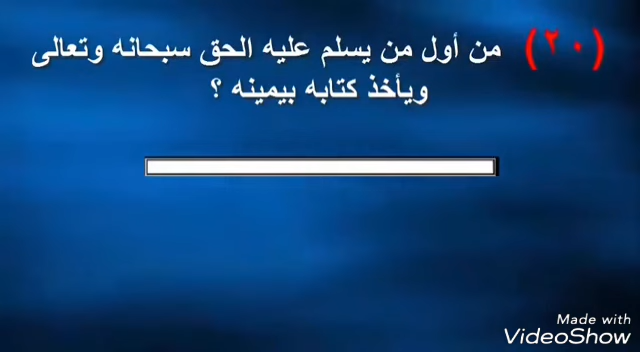 (٢٠) من أول من يسلم عليه الحق سبحانه وتعالى
ويأخذ كتابه بيمينه ؟
Made with
VideoShow